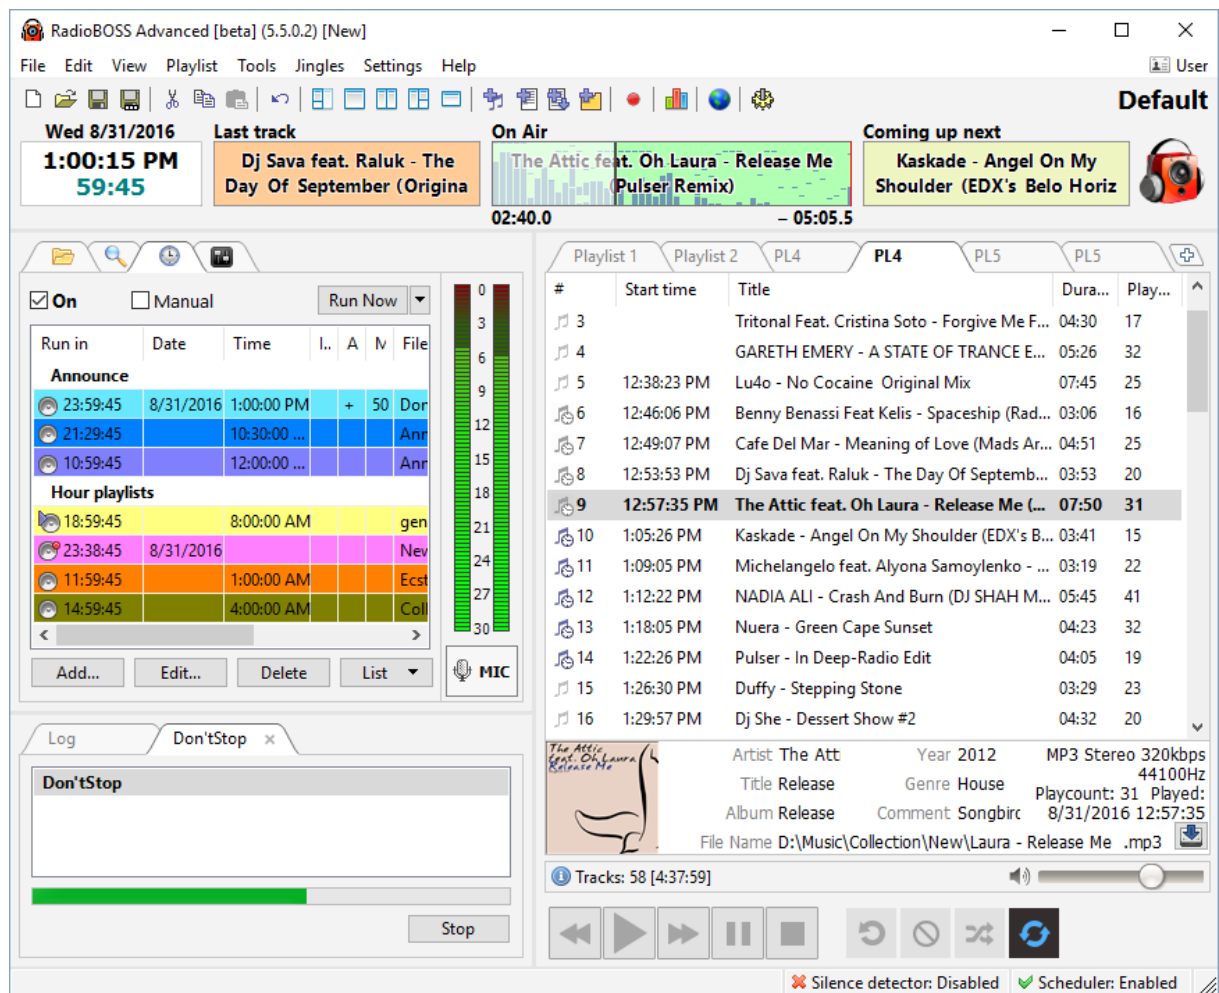 RadioBOSS Advanced [beta] (5.5.0.2) [New]
File Edit View Playlist Tools Jingles Settings Help
User
Default
Wed 8/31/2016
1:00:15 PM
59:45
Last track
Dj Sava feat. Raluk - The
Day Of September (Origina
On Air
The Attic feat. Oh Laura - Release Me
(Pulser Remix)
02:40.0
– 05:05.5
Coming up next
Kaskade - Angel On My
Shoulder (EDX's Belo Horiz
On
Manual
Run Now
Run in Date Time I.. A M File
Announce
23:59:45 8/31/2016 1:00:00 PM + 50 Don
21:29:45 10:30:00 ... Ann
10:59:45 12:00:00 ... Ann
Hour playlists
18:59:45 8:00:00 AM gen
23:38:45 8/31/2016 New
11:59:45 1:00:00 AM Ecst
14:59:45 4:00:00 AM Coll
Add...
Edit...
Delete
List
0
3
6
9
12
15
18
21
24
27
30
MIC
Log
Don'tStop
Don'tStop
Stop
Playlist 1 Playlist 2 PL4 PL4 PL5 PL5
# Start time Title Dura... Play...
3 Tritonal Feat. Cristina Soto - Forgive Me F... 04:30 17
4 GARETH EMERY - A STATE OF TRANCE E... 05:26 32
5 12:38:23 PM Lu4o - No Cocaine Original Mix 07:45 25
6 12:46:06 PM Benny Benassi Feat Kelis - Spaceship (Rad... 03:06 16
7 12:49:07 PM Cafe Del Mar - Meaning of Love (Mads Ar... 04:51 25
8 12:53:53 PM Dj Sava feat. Raluk - The Day Of Septemb... 03:53 20
9 12:57:35 PM The Attic feat. Oh Laura - Release Me (... 07:50 31
10 1:05:26 PM Kaskade - Angel On My Shoulder (EDX's B... 03:41 15
11 1:09:05 PM Michelangelo feat. Alyona Samoylenko - ... 03:19 22
12 1:12:22 PM NADIA ALI - Crash And Burn (DJ SHAH M... 05:45 41
13 1:18:05 PM Nuera - Green Cape Sunset 04:23 32
14 1:22:26 PM Pulser - In Deep-Radio Edit 04:05 19
15 1:26:30 PM Duffy - Stepping Stone 03:29 23
16 1:29:57 PM Dj She - Dessert Show #2 04:32 20
The Attic
feat. Oh Laura
Release Me
Artist The Atti Year 2012
Title Release Genre House
Album Release Comment Songbirc
File Name D:\Music\Collection\New\Laura - Release Me .mp3
MP3 Stereo 320kbps
44100Hz
Playcount: 31 Played:
8/31/2016 12:57:35
Tracks: 58 [4:37:59]
Silence detector: Disabled
Scheduler: Enabled